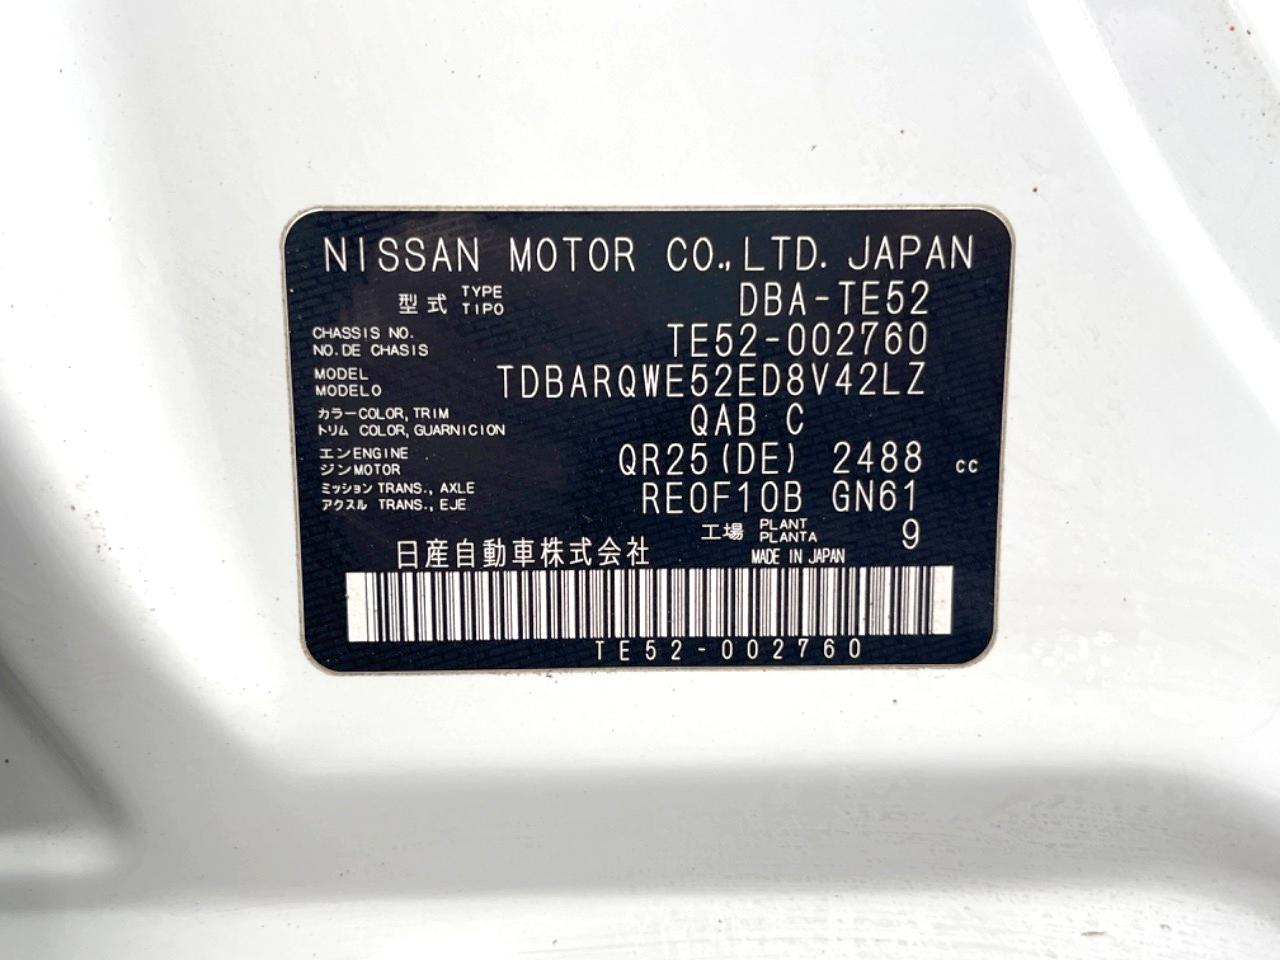 NISSAN MOTOR CO., LTD. JAPAN
型式 TYPE TIPO DBA-TE52
CHASSIS NO. NO. DE CHASIS TE52-002760
MODEL MODELO TDBARQWE52ED8V42LZ
カラー COLOR, TRIM トリム COLOR, GUARNICION QAB C
エンジン ENGINE MOTOR QR25(DE) 2488 cc
ミッション TRANS., AXLE アクスル TRANS., EJE RE0F10B GN61
工場 PLANT PLANTA 9
日産自動車株式会社 MADE IN JAPAN
TE52-002760